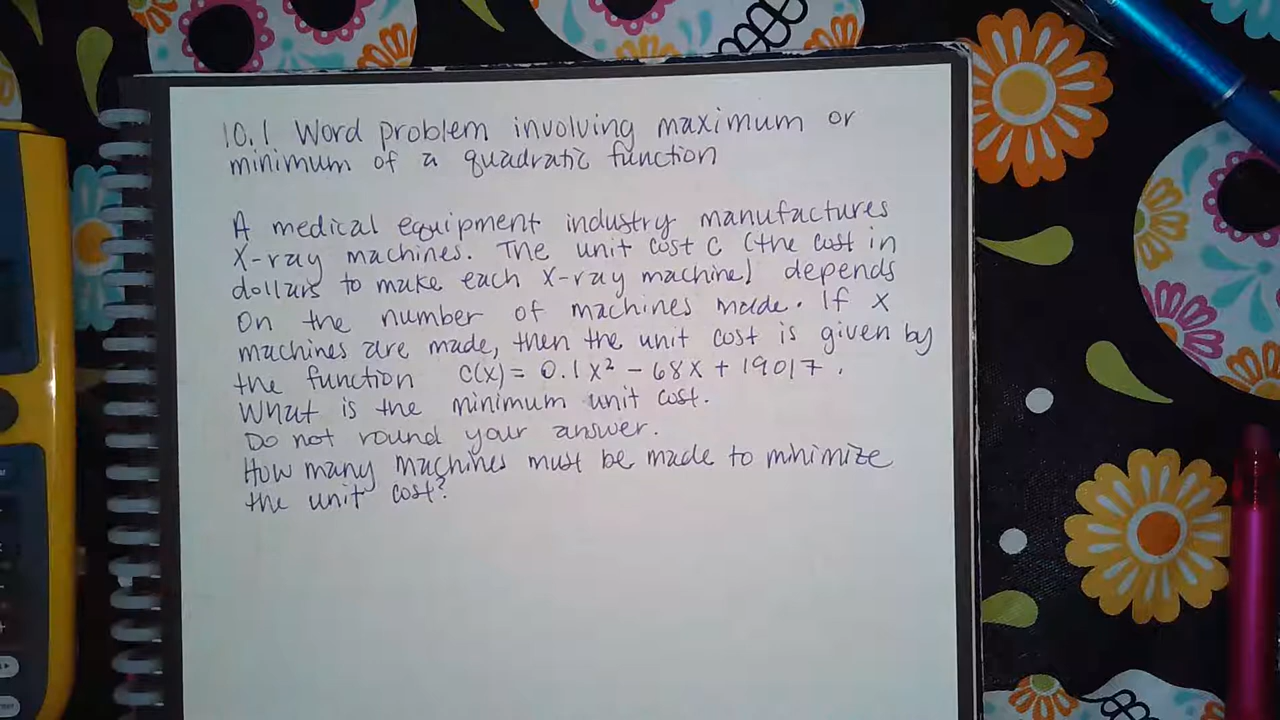 10.1 Word problem involving maximum or
minimum of a quadratic function
A medical equipment industry manufactures
X-ray machines. The unit cost C (the cost in
dollars to make each X-ray machine) depends
on the number of machines made. If x
machines are made, then the unit cost is given by
the function C(x) = 0.1x² - 68x + 19017.
What is the minimum unit cost.
Do not round your answer.
How many machines must be made to minimize
the unit cost?